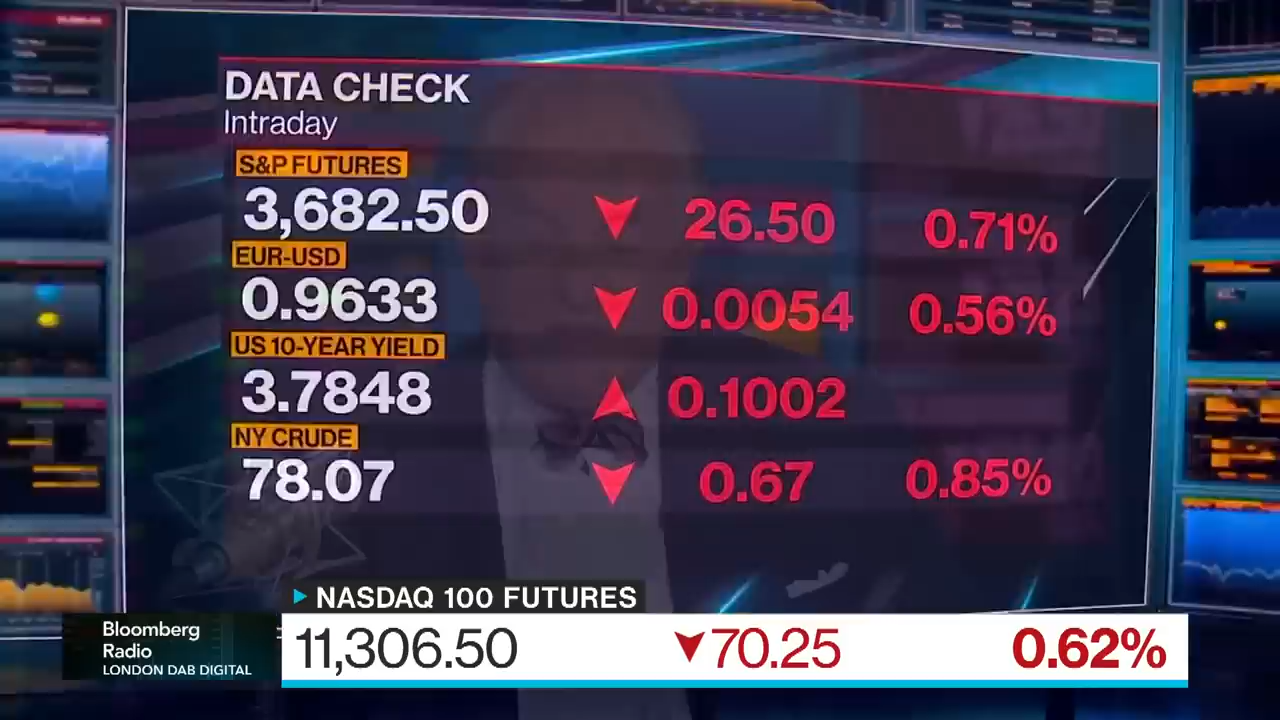 DATA CHECK
Intraday
S&P FUTURES
3,682.50 ▼ 26.50 0.71%
EUR-USD
0.9633 ▼ 0.0054 0.56%
US 10-YEAR YIELD
3.7848 ▲ 0.1002
NY CRUDE
78.07 ▼ 0.67 0.85%
NASDAQ 100 FUTURES
11,306.50 ▼70.25 0.62%
Bloomberg
Radio
LONDON DAB DIGITAL